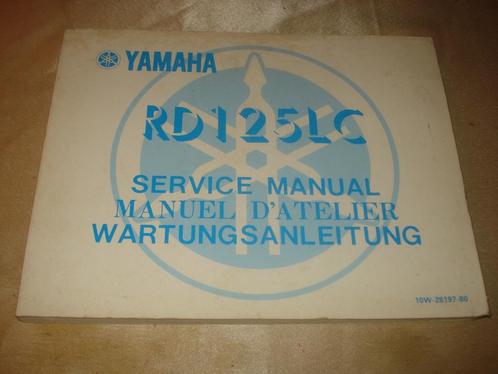 YAMAHA
RD125LC
SERVICE MANUAL
MANUEL D'ATELIER
WARTUNGSANLEITUNG
10W-28197-80